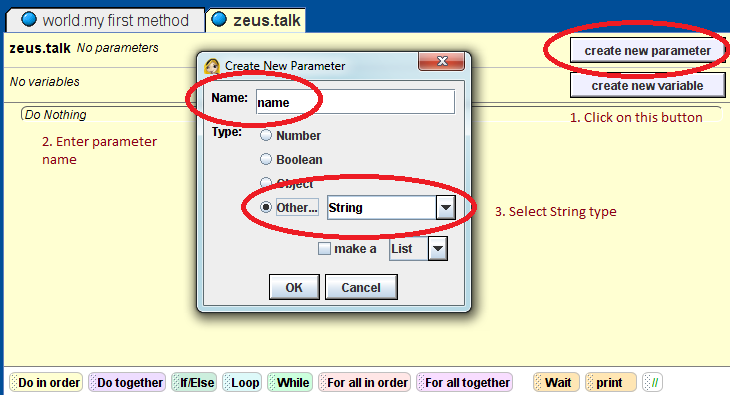 world.my first method
zeus.talk
zeus.talk No parameters
create new parameter
No variables
create new variable
Do Nothing
1. Click on this button
2. Enter parameter
name
Create New Parameter
Name: name
Type:
Number
Boolean
Object
Other... String
3. Select String type
make a List
OK
Cancel
Do in order
Do together
If/Else
Loop
While
For all in order
For all together
Wait
print
//